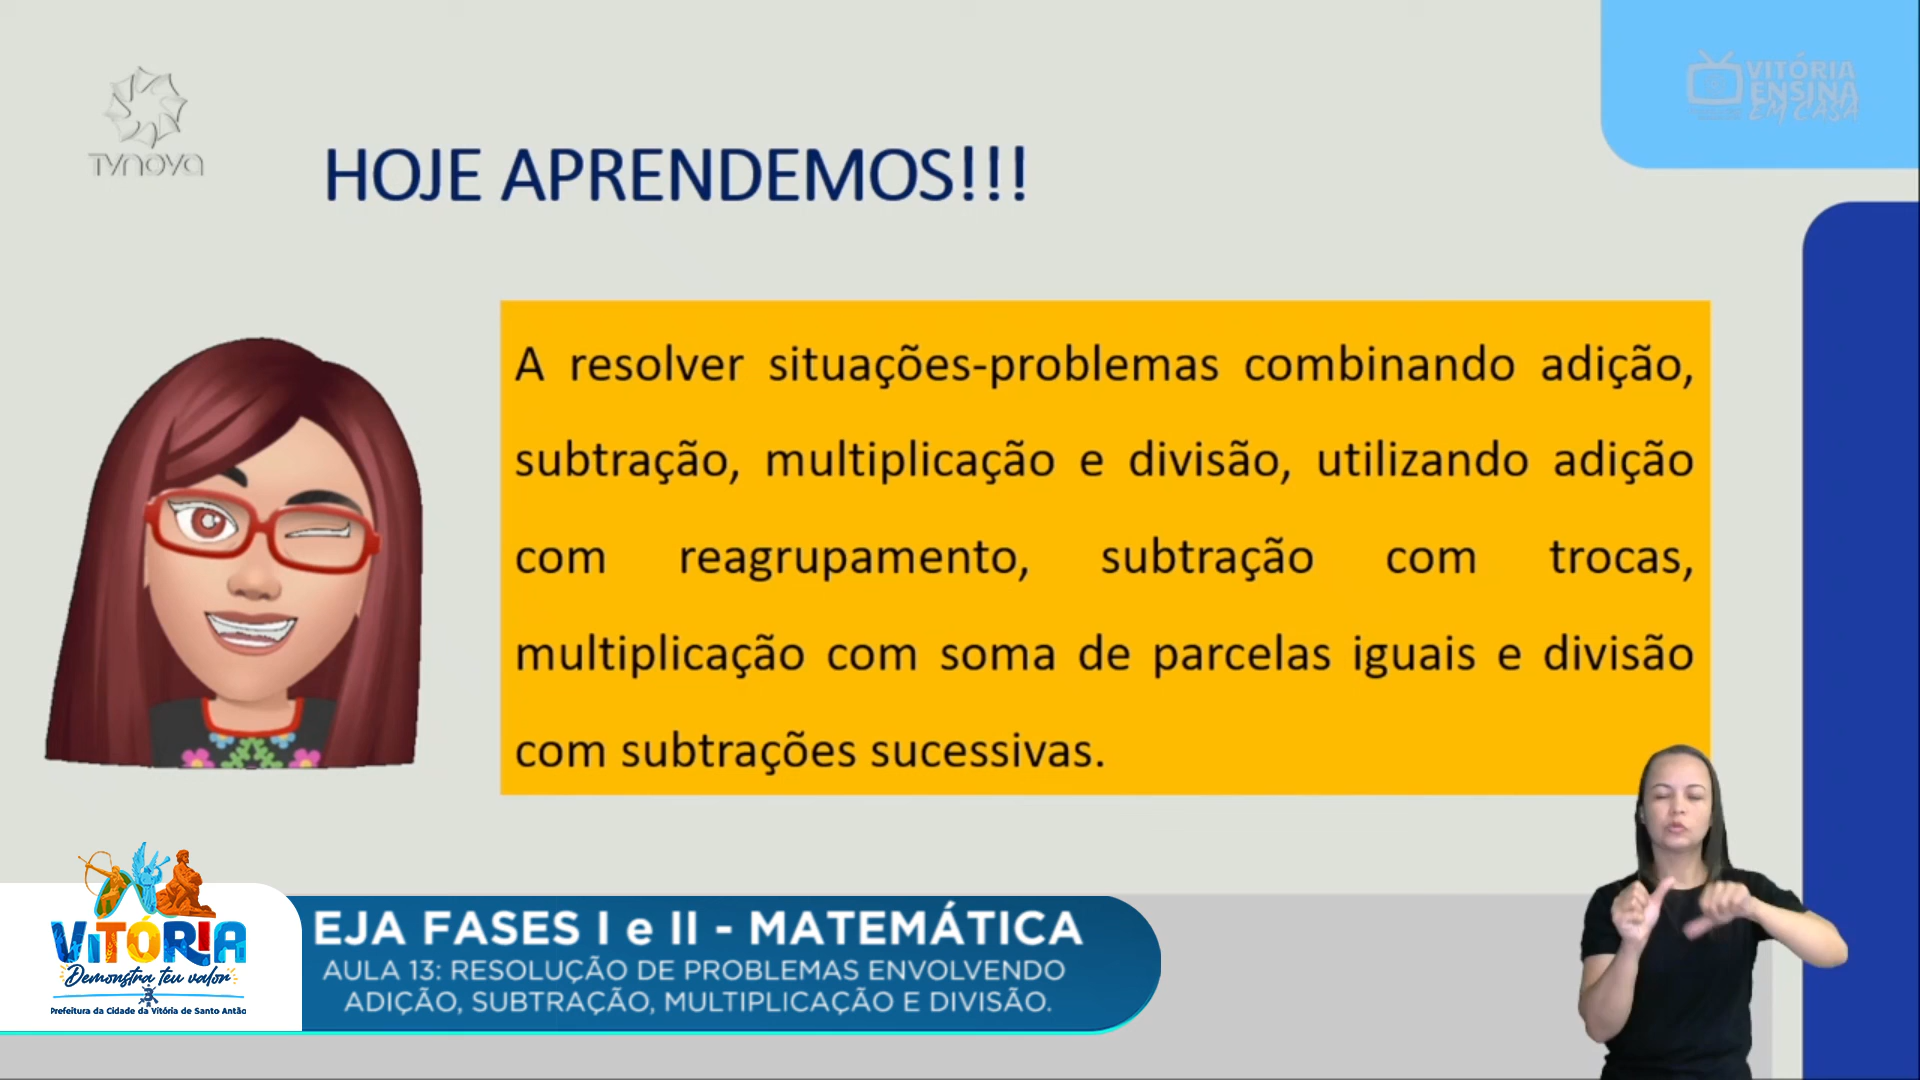 TVNOVA
VITÓRIA
ENSINA
EM CASA
HOJE APRENDEMOS!!!
A resolver situações-problemas combinando adição,
subtração, multiplicação e divisão, utilizando adição
com reagrupamento, subtração com trocas,
multiplicação com soma de parcelas iguais e divisão
com subtrações sucessivas.
VITÓRIA
Demonstra teu valor
Prefeitura da Cidade da Vitória de Santo Antão
EJA FASES I e II - MATEMÁTICA
AULA 13: RESOLUÇÃO DE PROBLEMAS ENVOLVENDO
ADIÇÃO, SUBTRAÇÃO, MULTIPLICAÇÃO E DIVISÃO.